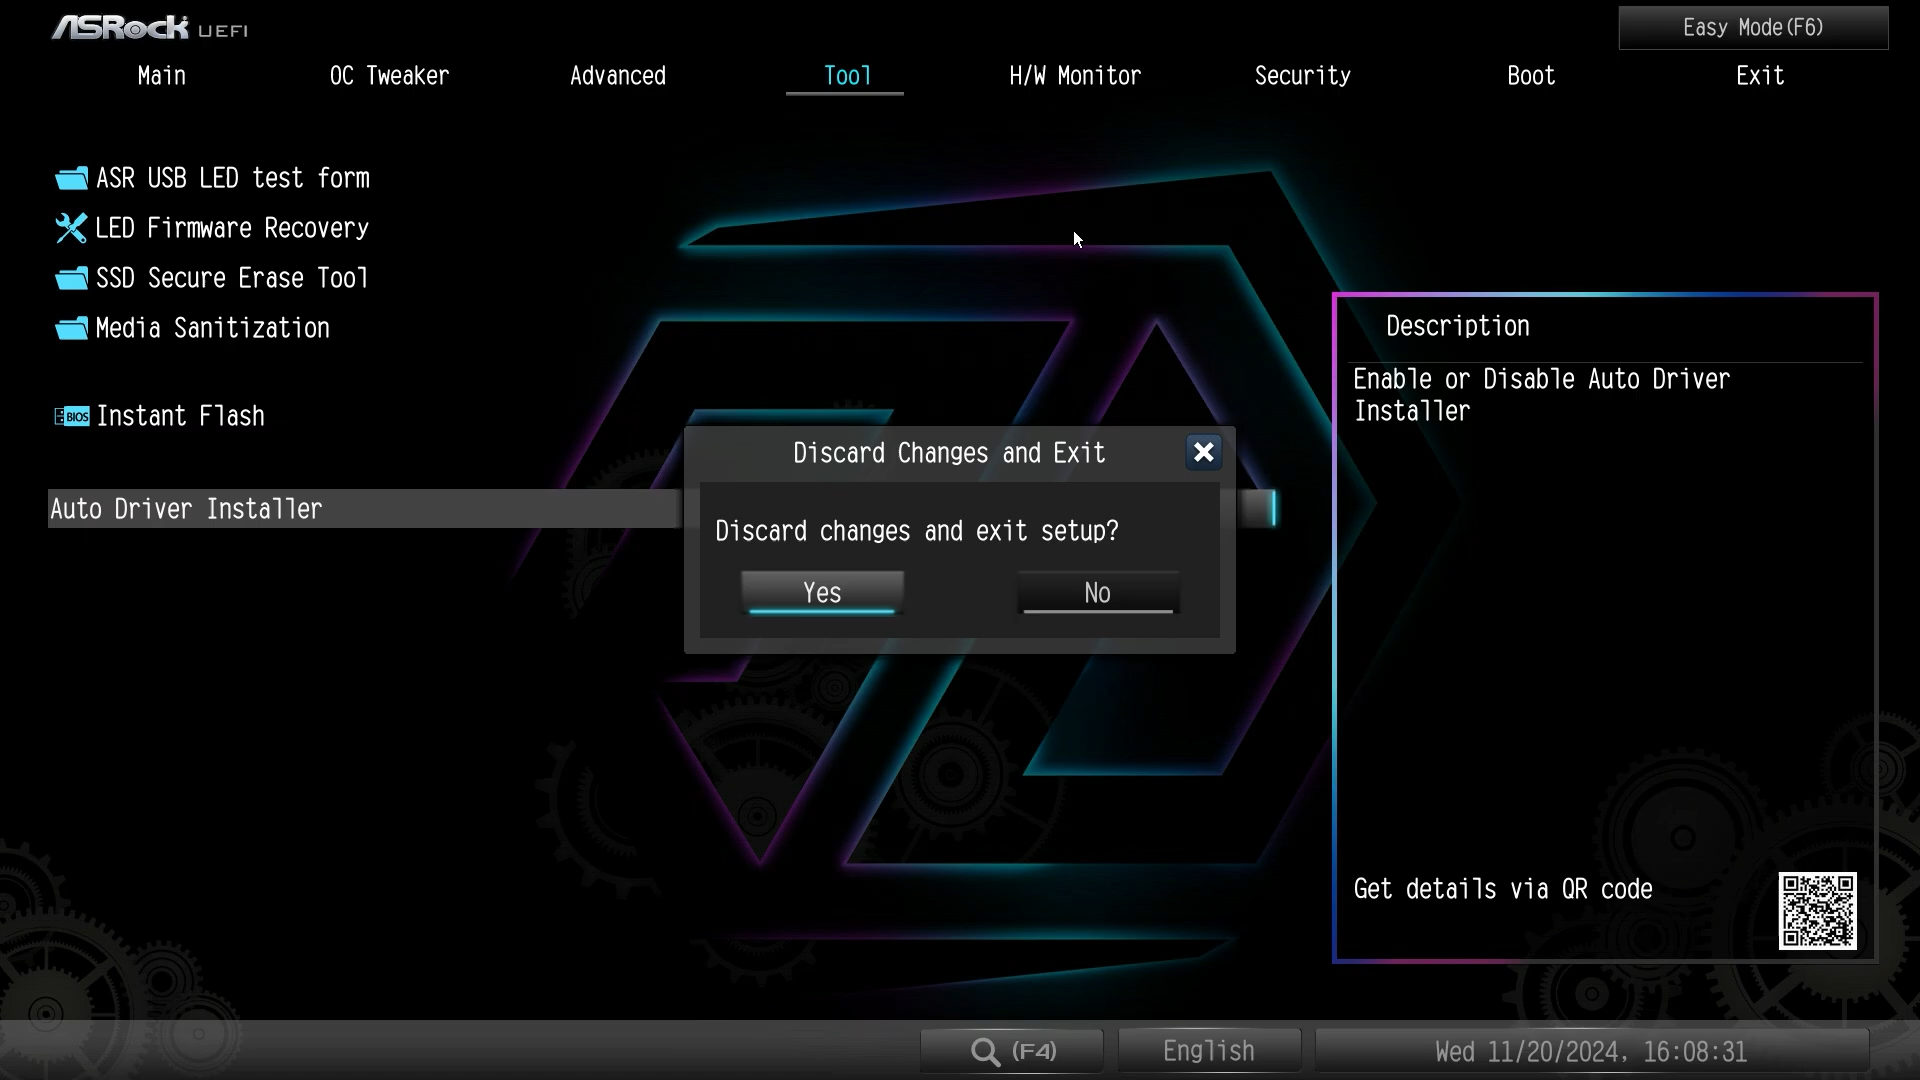 ASRock UEFI
Easy Mode(F6)
Main OC Tweaker Advanced Tool H/W Monitor Security Boot Exit
ASR USB LED test form
LED Firmware Recovery
SSD Secure Erase Tool
Media Sanitization
BIOS Instant Flash
Auto Driver Installer
Discard Changes and Exit
Discard changes and exit setup?
Yes No
Description
Enable or Disable Auto Driver
Installer
Get details via QR code
(F4) English Wed 11/20/2024, 16:08:31